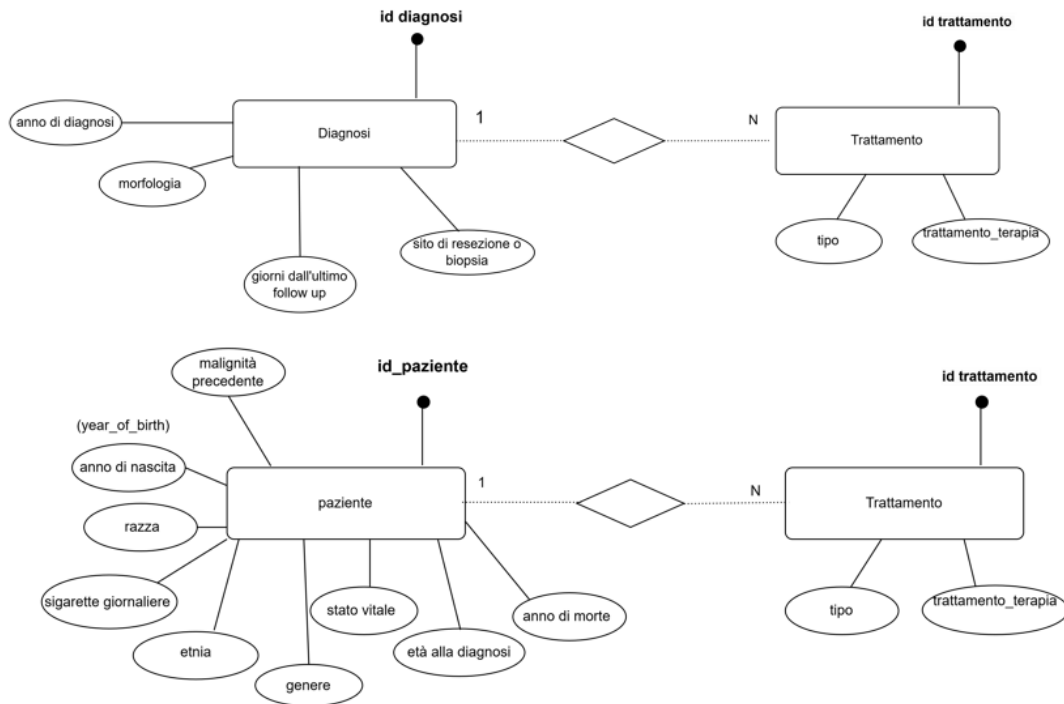 id diagnosi
id trattamento
anno di diagnosi
Diagnosi
1
N
Trattamento
morfologia
giorni dall'ultimo
follow up
sito di resezione o
biopsia
tipo
trattamento_terapia
malignità
precedente
id_paziente
id trattamento
(year_of_birth)
anno di nascita
razza
paziente
1
N
Trattamento
sigarette giornaliere
etnia
genere
stato vitale
età alla diagnosi
anno di morte
tipo
trattamento_terapia